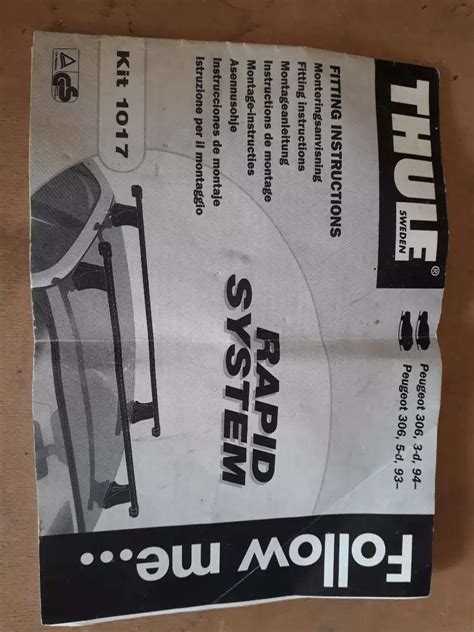 THULE®
SWEDEN
Peugeot 306, 3-d, 94–
Peugeot 306, 5-d, 93–
FITTING INSTRUCTIONS
Monteringsanvisning
Fitting instructions
Montageanleitung
Instructions de montage
Montage-instructies
Asennusohje
Instrucciones de montaje
Istruzione per il montaggio
Kit 1017
GS
RAPID
SYSTEM
Follow me...